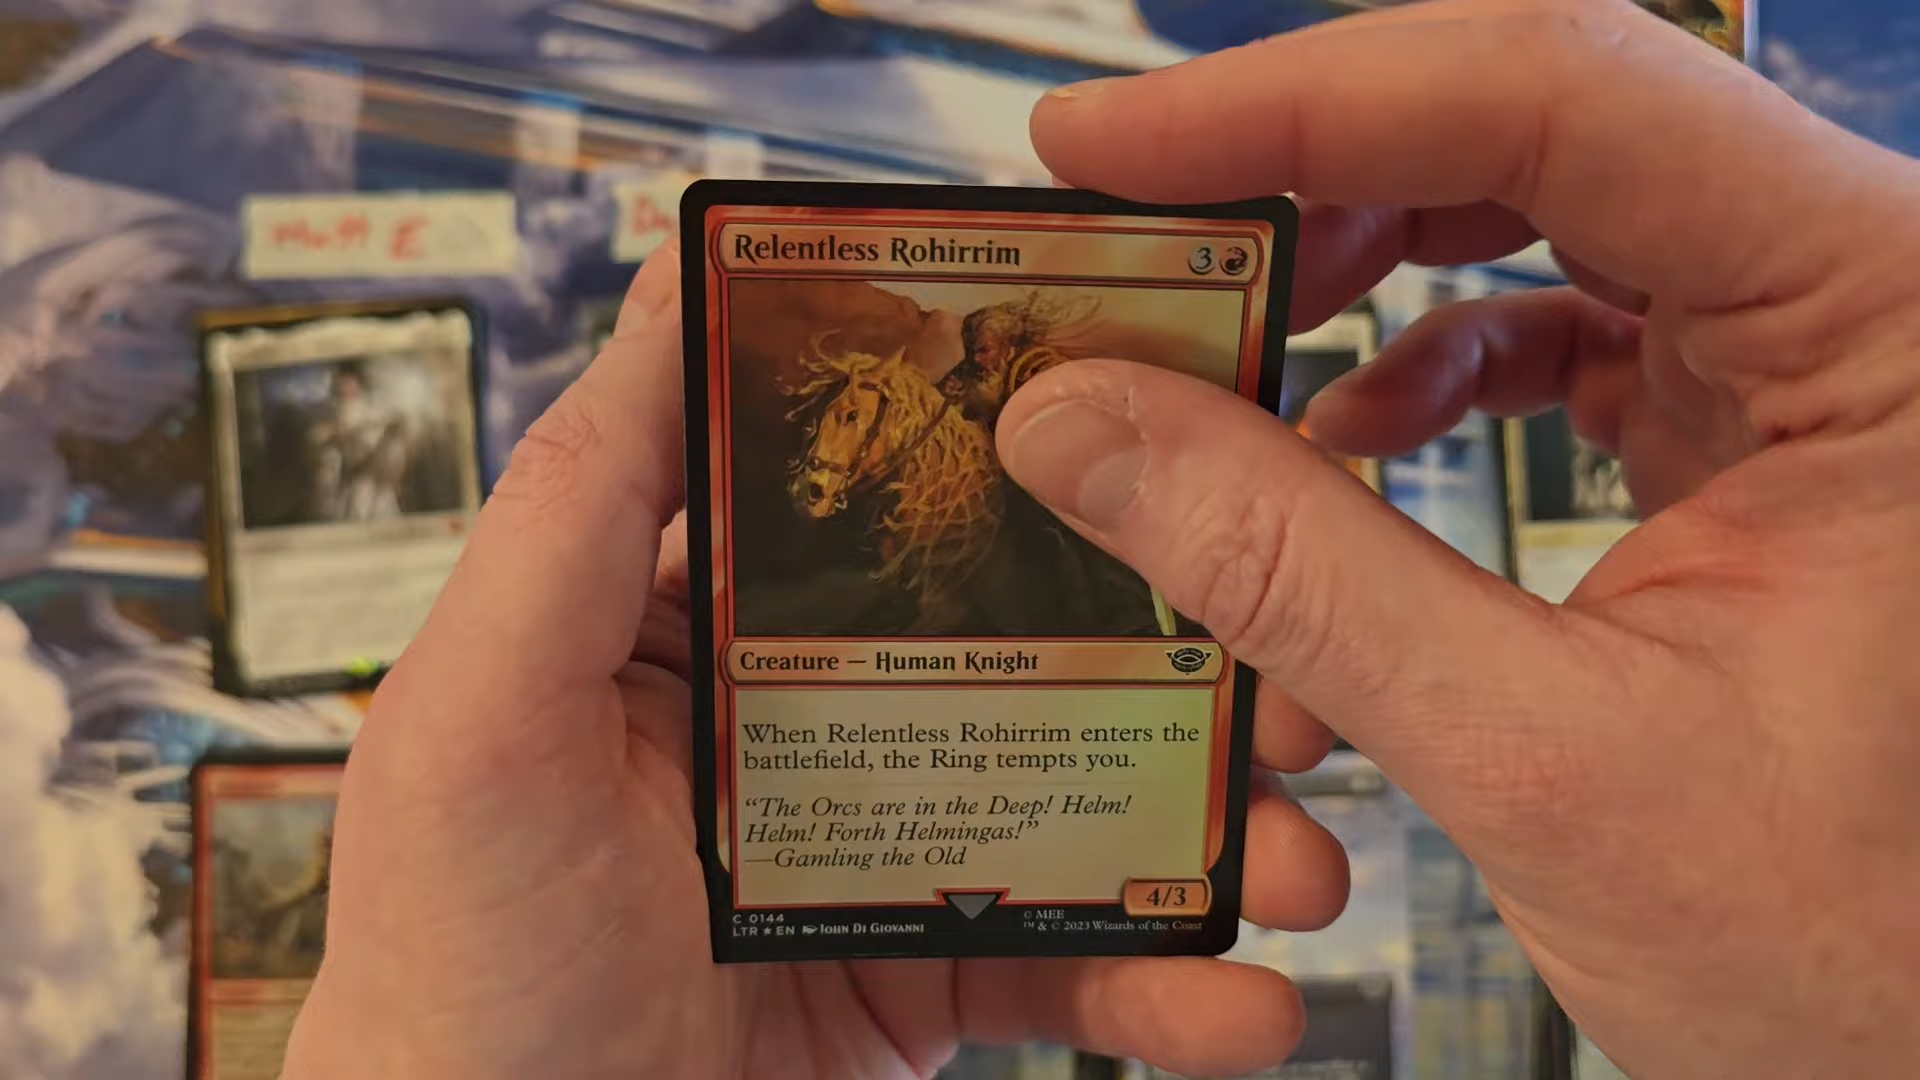 Relentless Rohirrim 3
Creature — Human Knight
When Relentless Rohirrim enters the
battlefield, the Ring tempts you.
“The Orcs are in the Deep! Helm!
Helm! Forth Helmingas!”
—Gamling the Old
4/3
C 0144
LTR ★ EN John Di Giovanni
© MEE
™ & © 2023 Wizards of the Coast